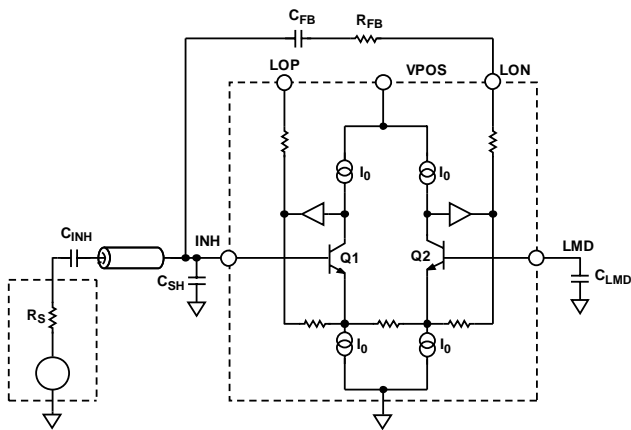 CFB
RFB
LOP
VPOS
LON
I0
I0
CINH
INH
LMD
Q1
Q2
CSH
CLMD
RS
I0
I0